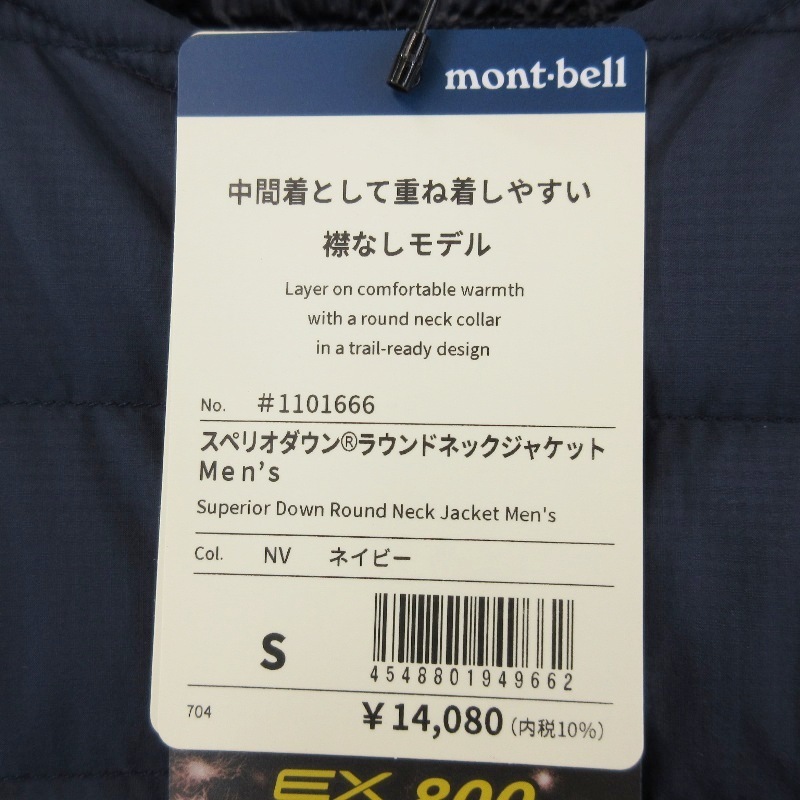 mont-bell
中間着として重ね着しやすい
襟なしモデル
Layer on comfortable warmth
with a round neck collar
in a trail-ready design
No. #1101666
スペリオダウン®ラウンドネックジャケット
Men's
Superior Down Round Neck Jacket Men's
Col. NV ネイビー
S
4548801949662
704
¥14,080(内税10%)
EX 800